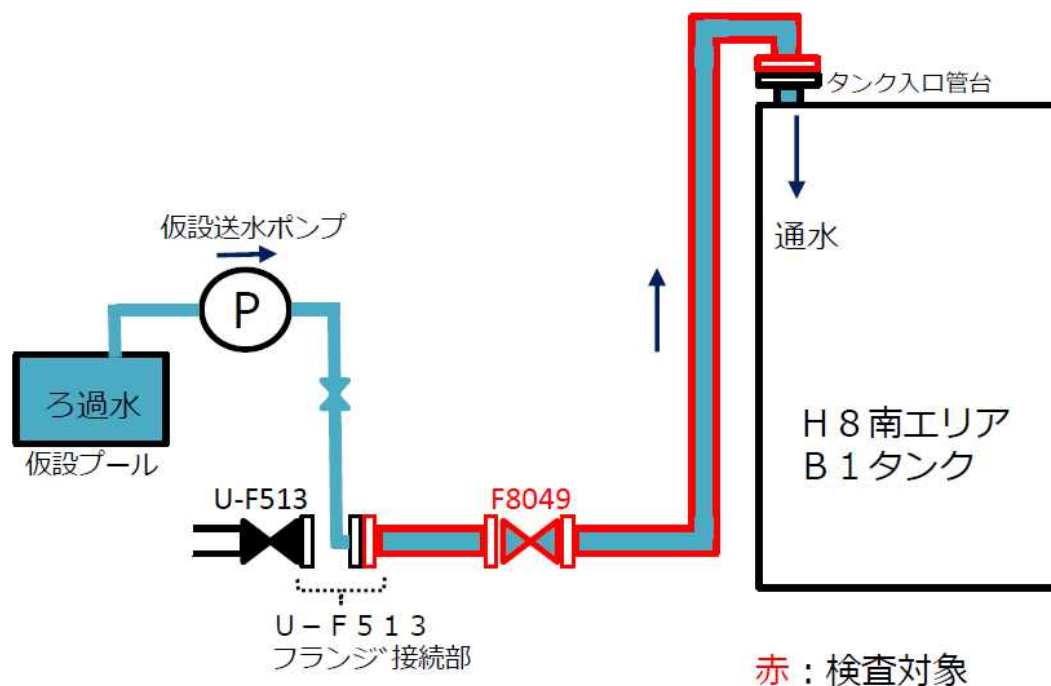 タンク入口管台
仮設送水ポンプ
通水
P
ろ過水
仮設プール
H８南エリア
B１タンク
U-F513
F8049
U－F５１３
フランジ接続部
赤：検査対象